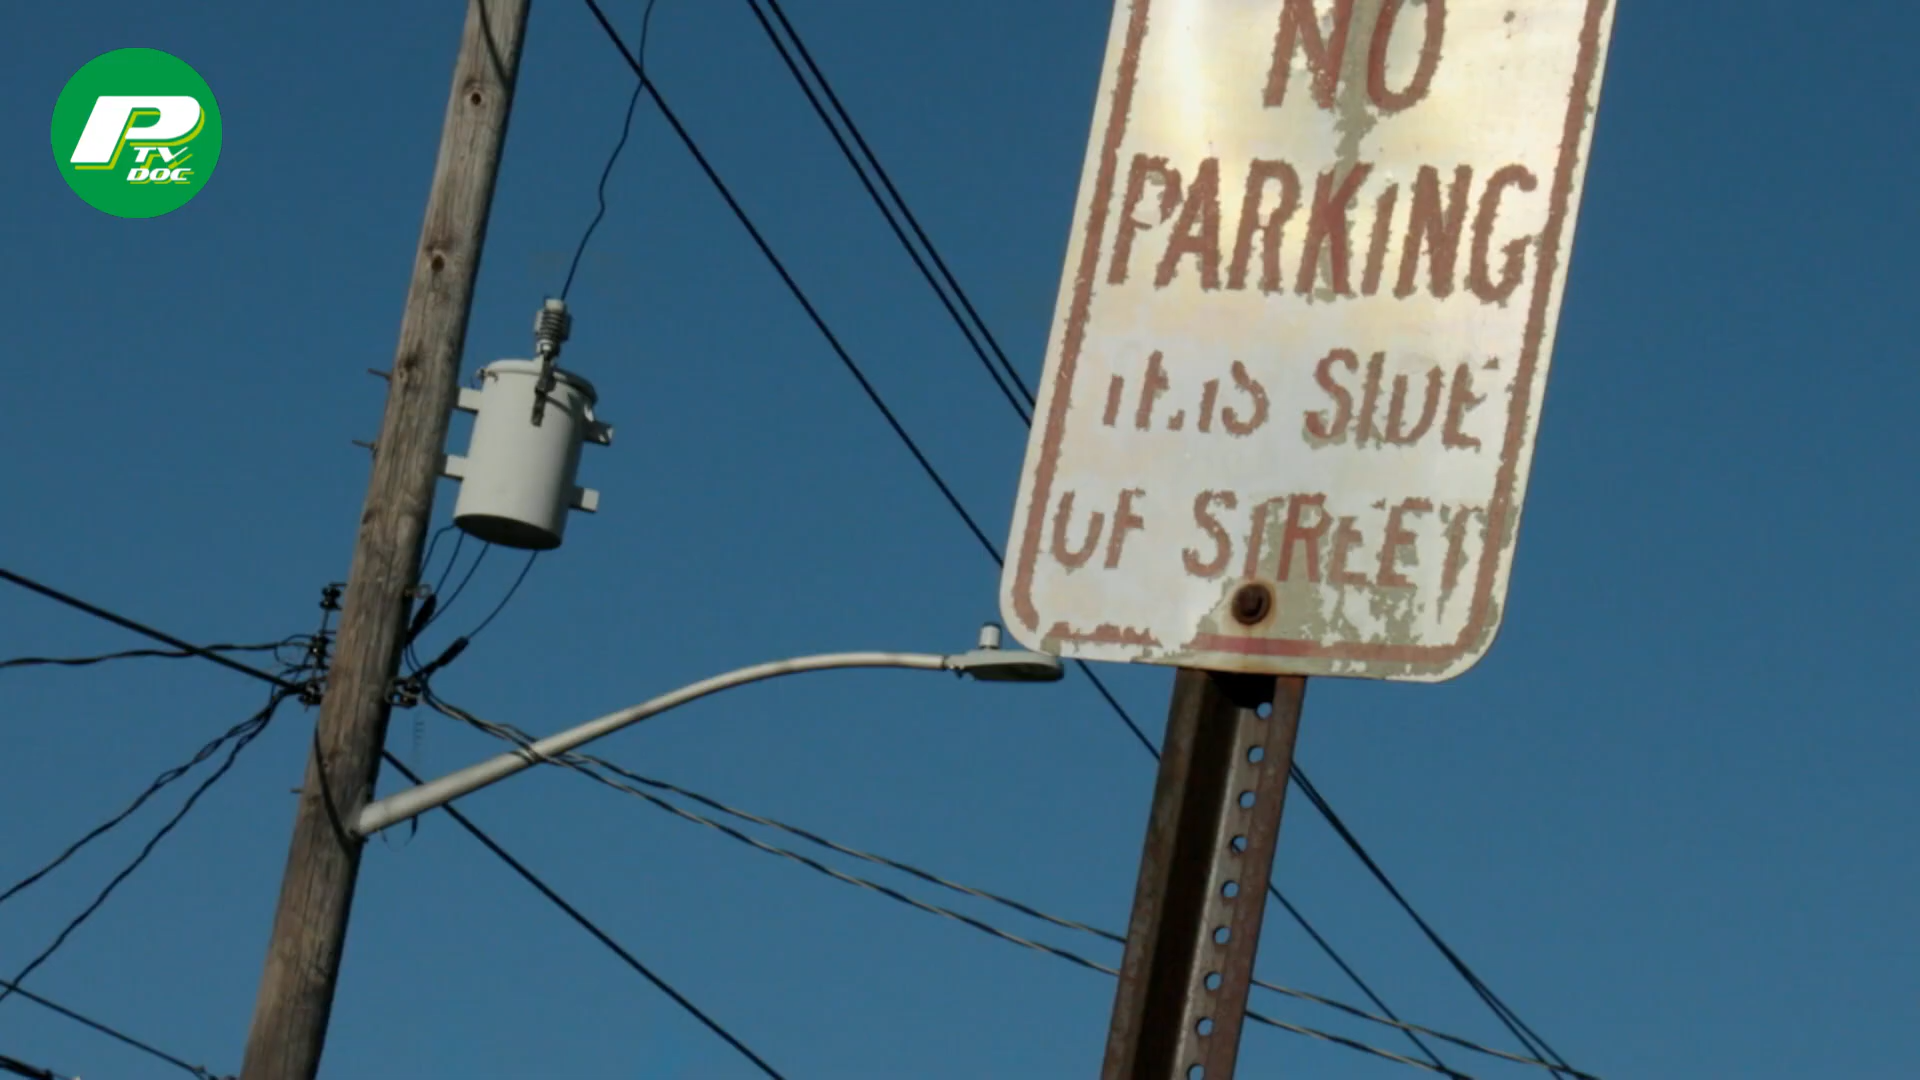 P
TV
DOC
NO
PARKING
THIS SIDE
OF STREET